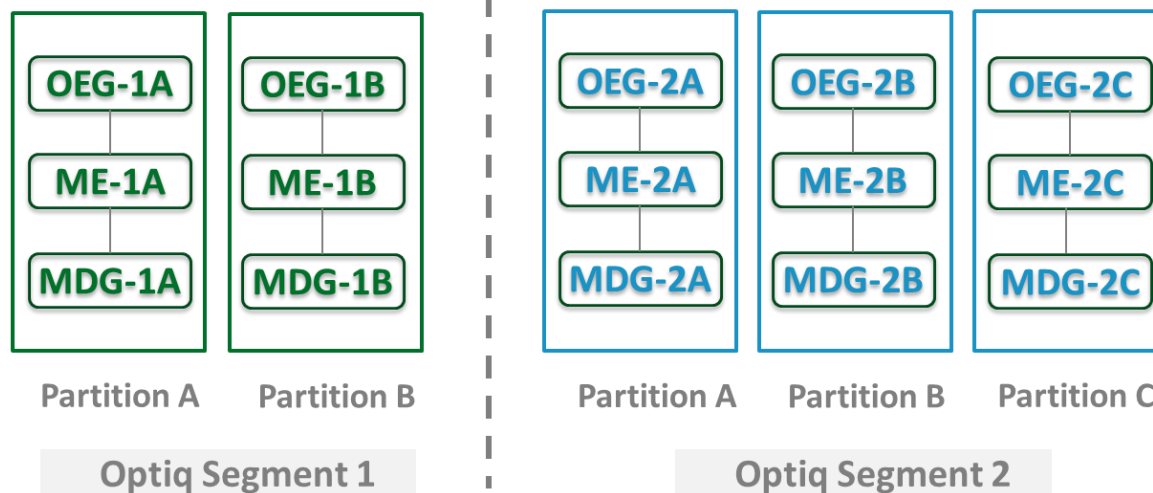 OEG-1A
OEG-1B
OEG-2A
OEG-2B
OEG-2C
ME-1A
ME-1B
ME-2A
ME-2B
ME-2C
MDG-1A
MDG-1B
MDG-2A
MDG-2B
MDG-2C
Partition A
Partition B
Partition A
Partition B
Partition C
Optiq Segment 1
Optiq Segment 2